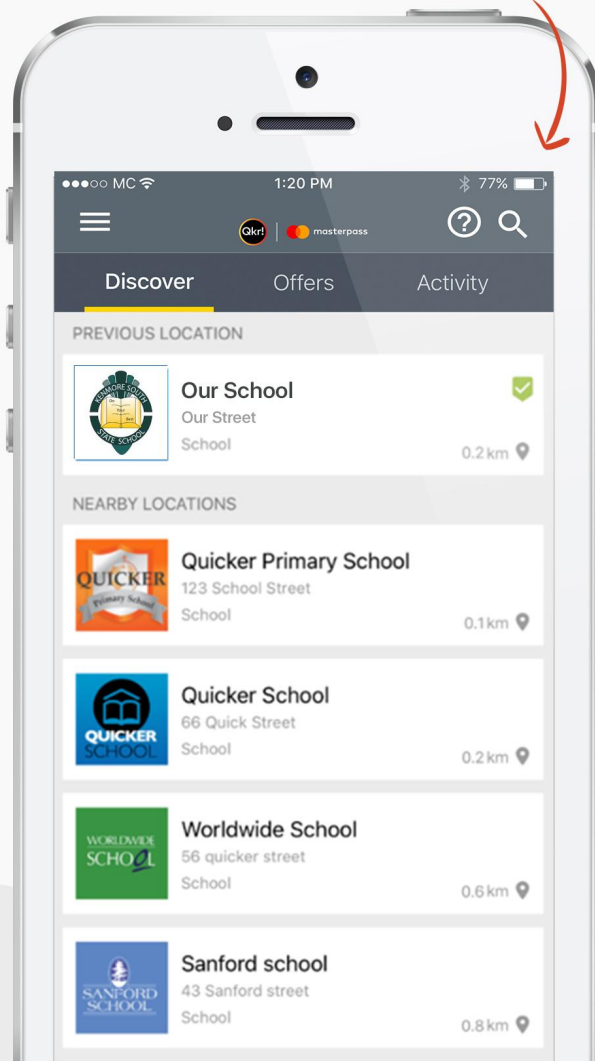 MC 1:20 PM 77%
Qkr! masterpass
Discover Offers Activity
PREVIOUS LOCATION
KENMORE SOUTH
STATE SCHOOL
Our School
Our Street
School
0.2 km
NEARBY LOCATIONS
QUICKER
Primary School
Quicker Primary School
123 School Street
School
0.1 km
QUICKER
SCHOOL
Quicker School
66 Quick Street
School
0.2 km
WORLDWIDE
SCHOOL
Worldwide School
56 quicker street
School
0.6 km
SANFORD
SCHOOL
Sanford school
43 Sanford street
School
0.8 km